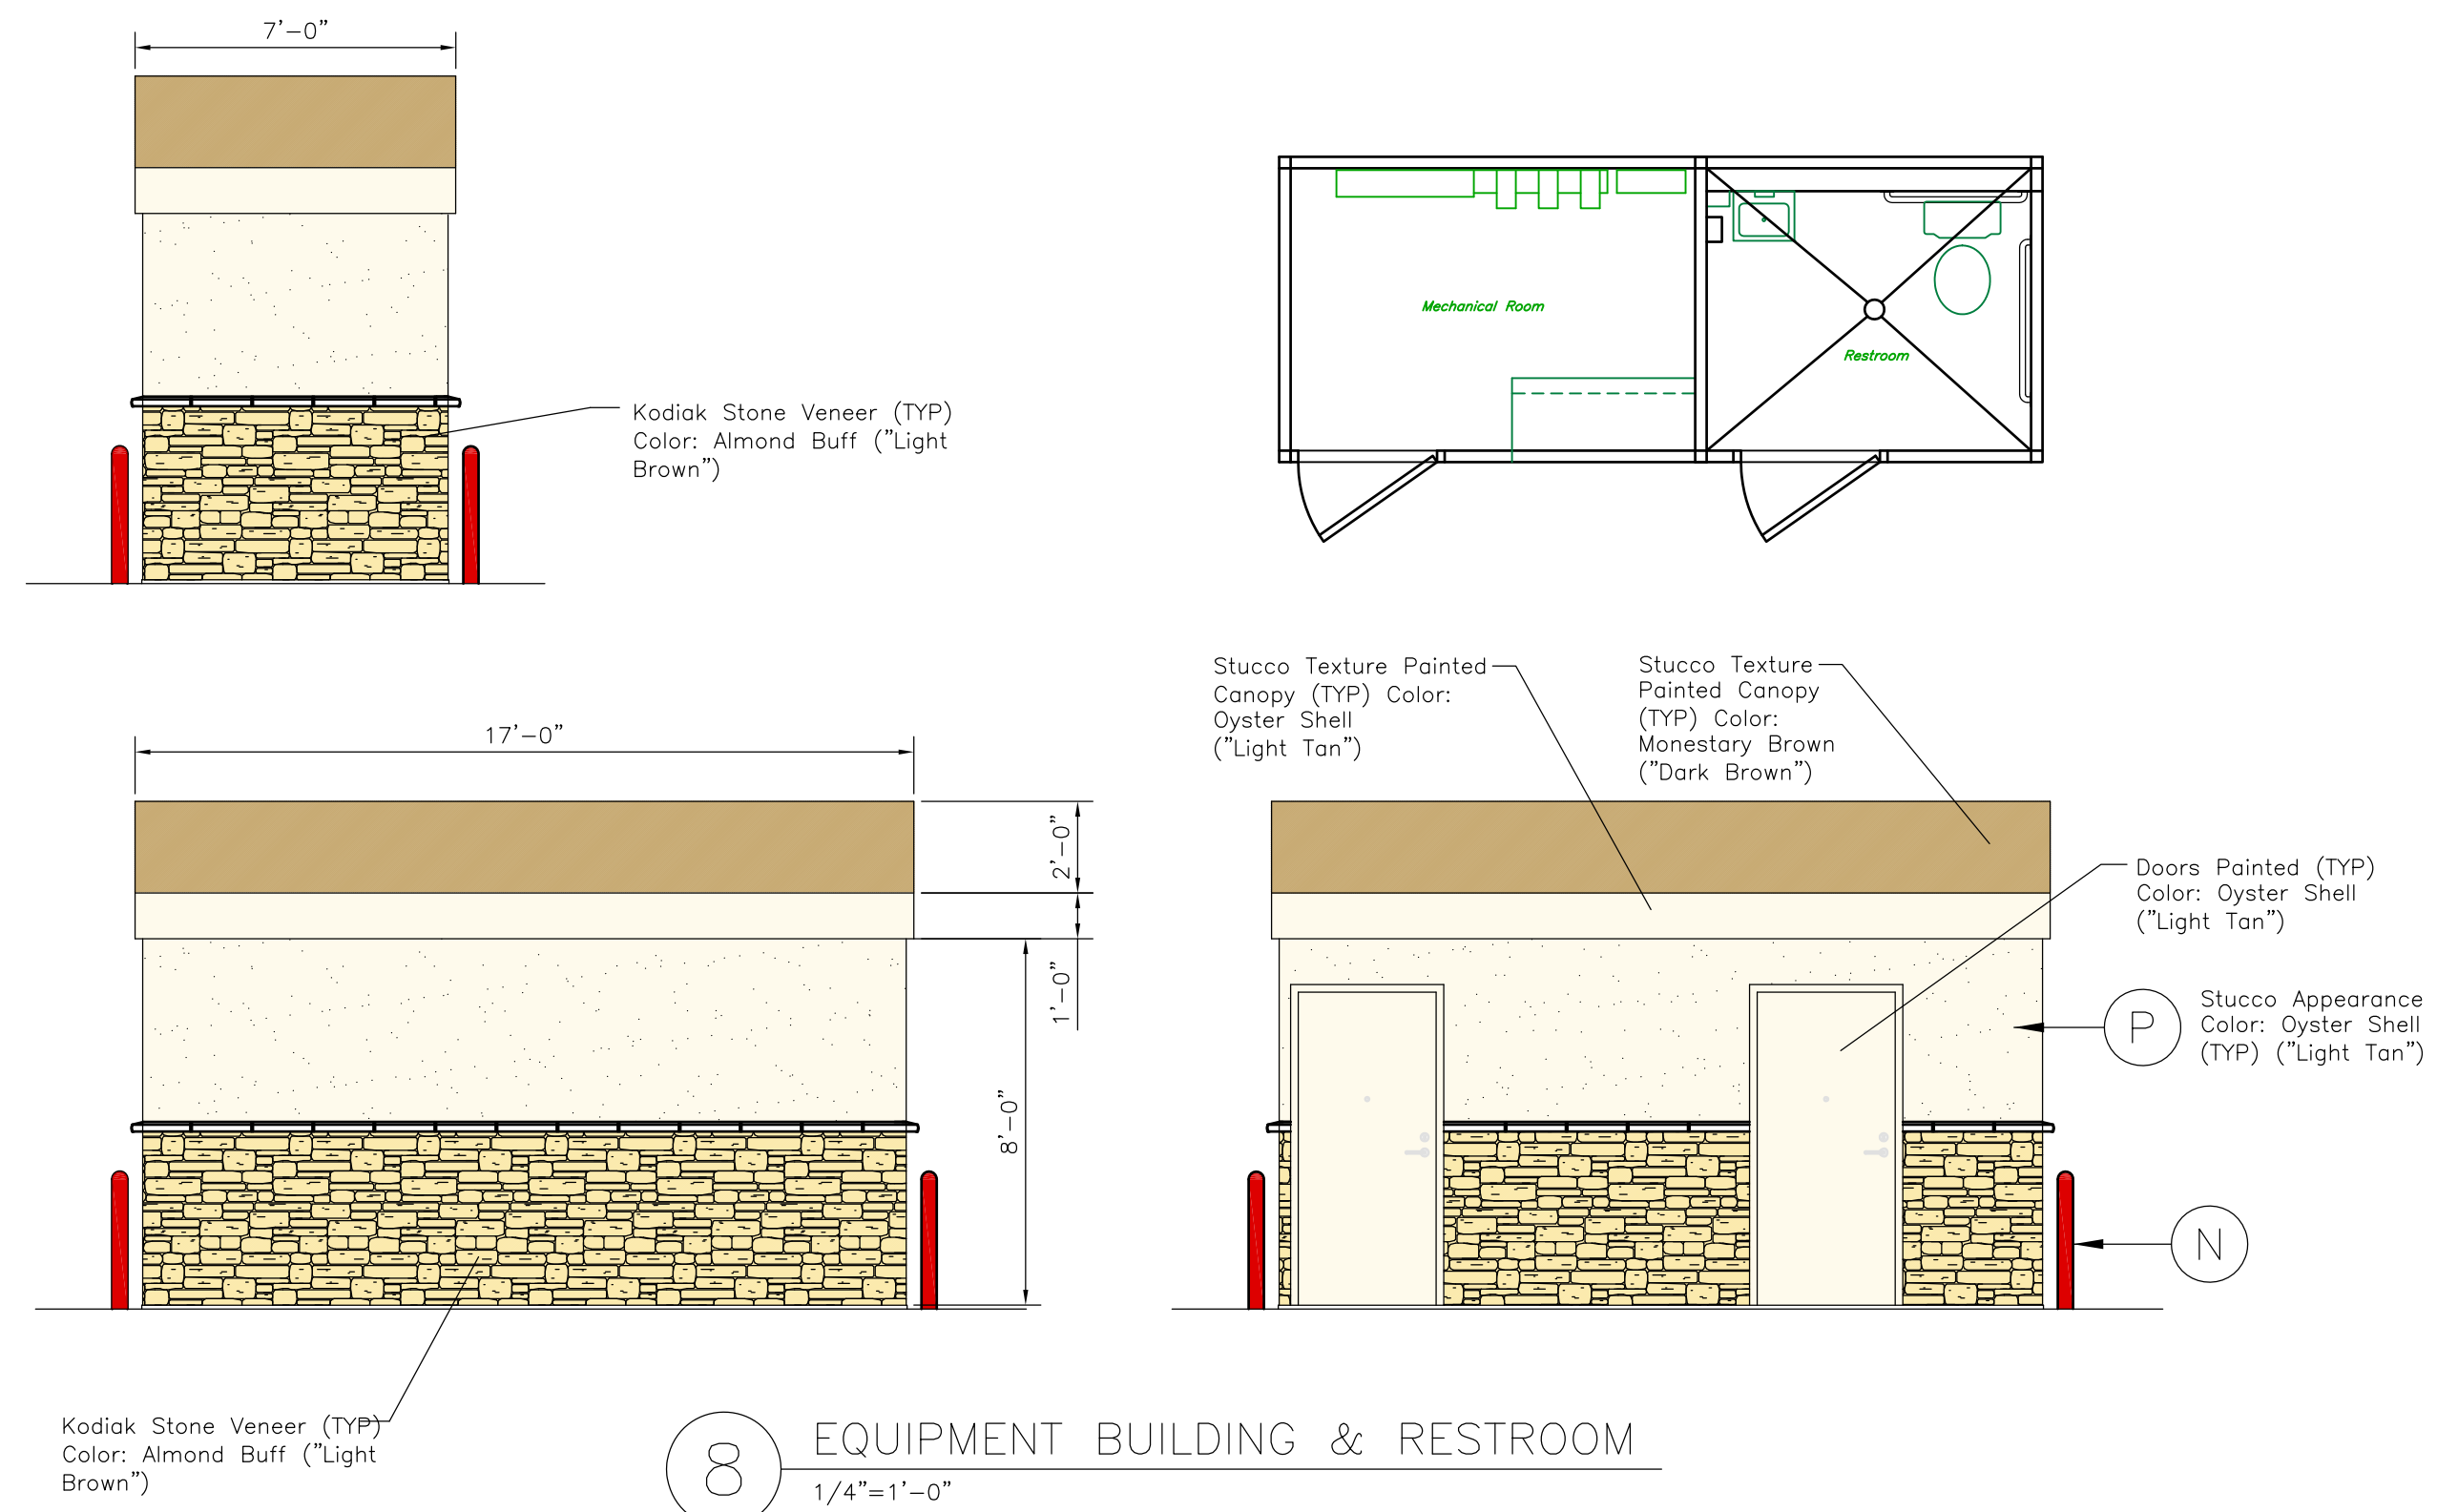 7'-0"
Kodiak Stone Veneer (TYP)
Color: Almond Buff ("Light
Brown")
Mechanical Room
Restroom
17'-0"
2'-0"
1'-0"
8'-0"
Stucco Texture Painted
Canopy (TYP) Color:
Oyster Shell
("Light Tan")
Stucco Texture
Painted Canopy
(TYP) Color:
Monestary Brown
("Dark Brown")
Doors Painted (TYP)
Color: Oyster Shell
("Light Tan")
P
Stucco Appearance
Color: Oyster Shell
(TYP) ("Light Tan")
N
Kodiak Stone Veneer (TYP)
Color: Almond Buff ("Light
Brown")
8
EQUIPMENT BUILDING & RESTROOM
1/4"=1'-0"